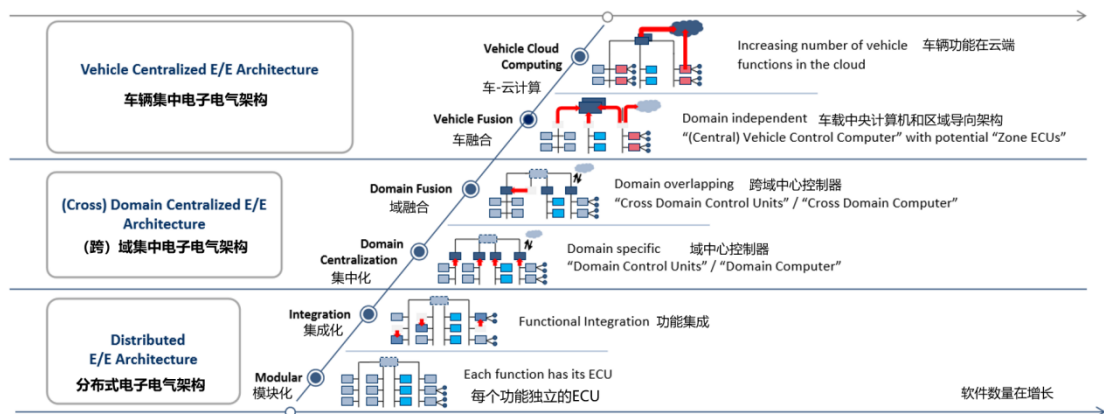 Vehicle Centralized E/E Architecture
车辆集中电子电气架构
Vehicle Cloud
Computing
车-云计算
Increasing number of vehicle 车辆功能在云端
functions in the cloud
Vehicle Fusion
车融合
Domain independent 车载中央计算机和区域导向架构
“(Central) Vehicle Control Computer” with potential “Zone ECUs”
(Cross) Domain Centralized E/E
Architecture
（跨）域集中电子电气架构
Domain Fusion
域融合
Domain overlapping 跨域中心控制器
“Cross Domain Control Units” / “Cross Domain Computer”
Domain
Centralization
集中化
Domain specific 域中心控制器
“Domain Control Units” / “Domain Computer”
Distributed
E/E Architecture
分布式电子电气架构
Integration
集成化
Functional Integration 功能集成
Modular
模块化
Each function has its ECU
每个功能独立的ECU
软件数量在增长